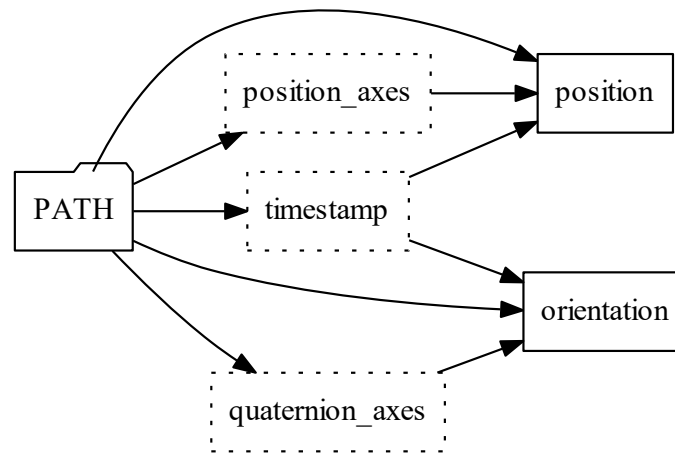 position_axes
position
PATH
timestamp
orientation
quaternion_axes